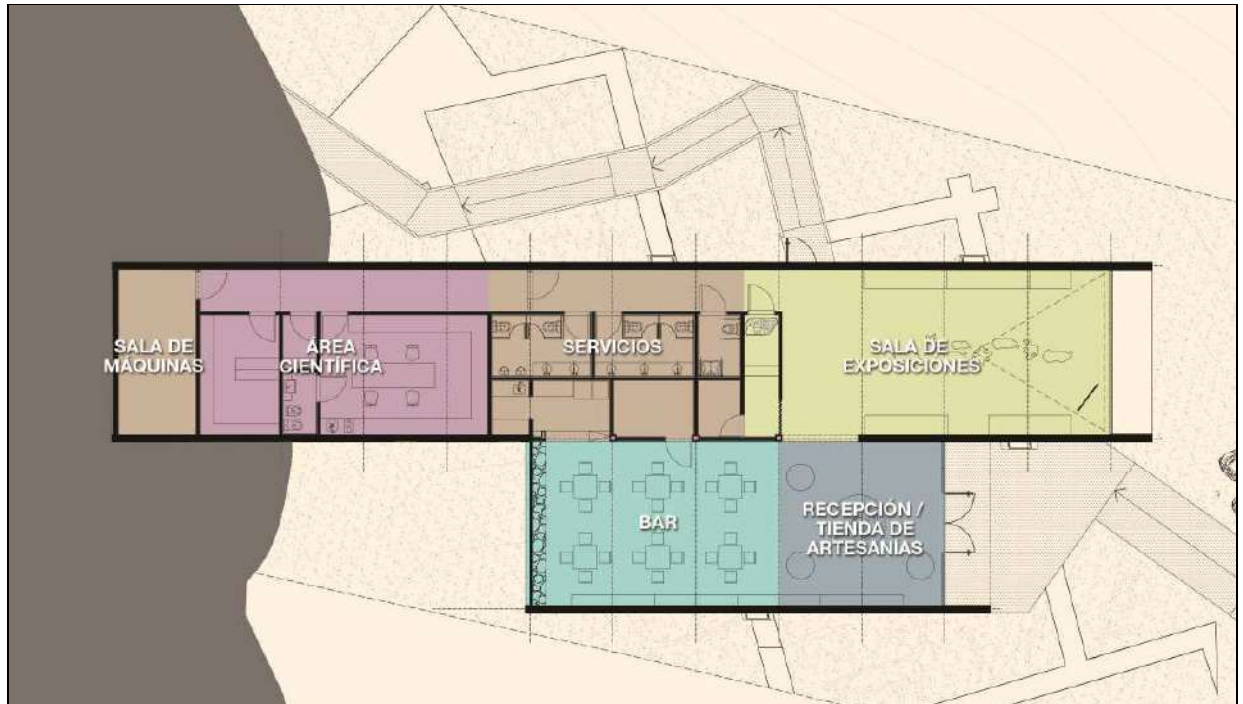 SALA DE
MÁQUINAS
ÁREA
CIENTÍFICA
SERVICIOS
SALA DE
EXPOSICIONES
BAR
RECEPCIÓN /
TIENDA DE
ARTESANÍAS